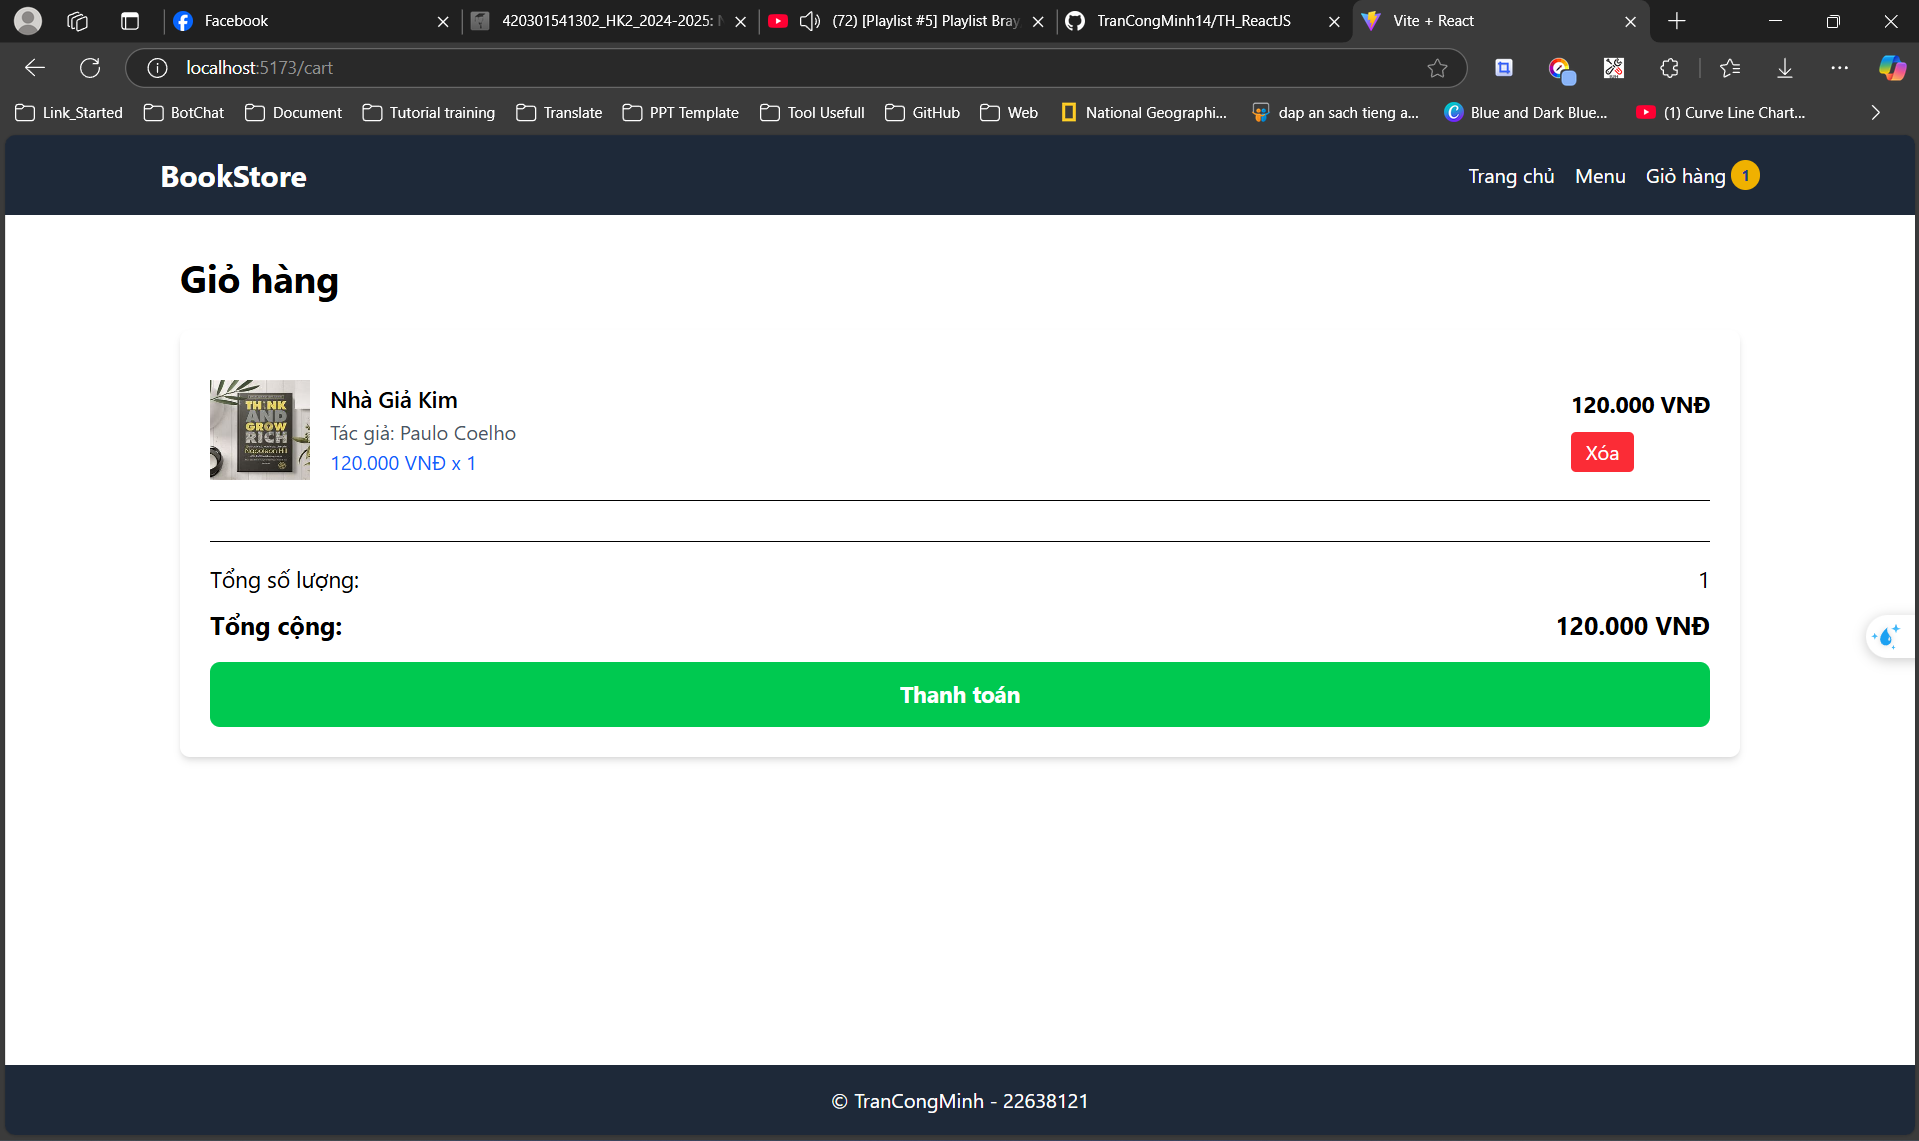 Facebook
420301541302_HK2_2024-2025: N
(72) [Playlist #5] Playlist Bray
TranCongMinh14/TH_ReactJS
Vite + React
localhost:5173/cart
Link_Started
BotChat
Document
Tutorial training
Translate
PPT Template
Tool Usefull
GitHub
Web
National Geographi...
dap an sach tieng a...
Blue and Dark Blue...
(1) Curve Line Chart...
BookStore
Trang chủ
Menu
Giỏ hàng 1
Giỏ hàng
THINK
AND
GROW
RICH
Napoleon Hill
Nhà Giả Kim
Tác giả: Paulo Coelho
120.000 VNĐ x 1
120.000 VNĐ
Xóa
Tổng số lượng:
1
Tổng cộng:
120.000 VNĐ
Thanh toán
© TranCongMinh - 22638121